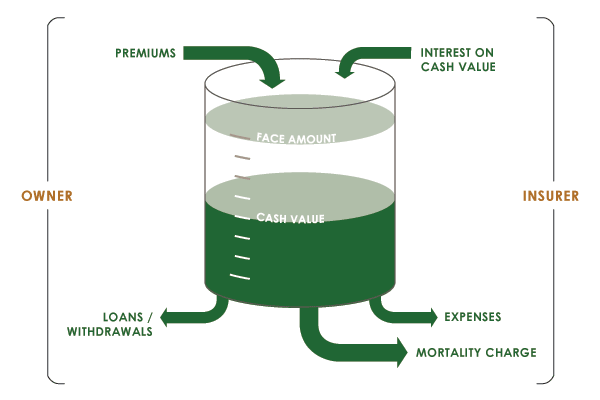 PREMIUMS
INTEREST ON
CASH VALUE
FACE AMOUNT
OWNER
INSURER
CASH VALUE
LOANS /
WITHDRAWALS
EXPENSES
MORTALITY CHARGE